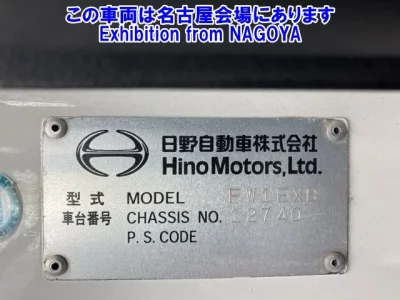 この車両は名古屋会場にあります
Exhibition from NAGOYA
日野自動車株式会社
Hino Motors, Ltd.
型式 MODEL FW1EXB
車台番号 CHASSIS NO. 12740
P.S.CODE